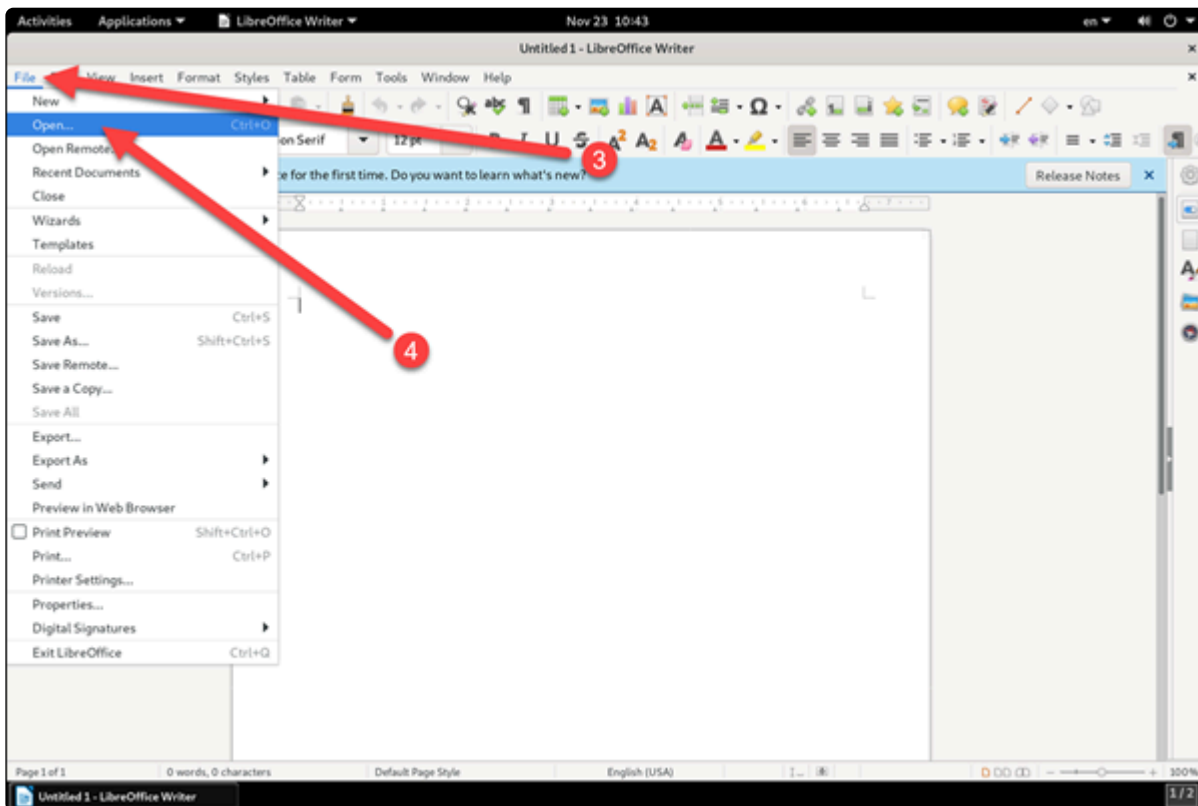 Activities Applications LibreOffice Writer Nov 23 10:43 en
Untitled 1 - LibreOffice Writer
File View Insert Format Styles Table Form Tools Window Help
New
Open... Ctrl+O
on Serif 12 pt
Open Remote...
3
Recent Documents
e for the first time. Do you want to learn what's new? Release Notes
Close
Wizards
Templates
Reload
Versions...
Save Ctrl+S
Save As... Shift+Ctrl+S
4
Save Remote...
Save a Copy...
Save All
Export...
Export As
Send
Preview in Web Browser
Print Preview Shift+Ctrl+O
Print... Ctrl+P
Printer Settings...
Properties...
Digital Signatures
Exit LibreOffice Ctrl+Q
Page 1 of 1 0 words, 0 characters Default Page Style English (USA) 100%
Untitled 1 - LibreOffice Writer 1/2